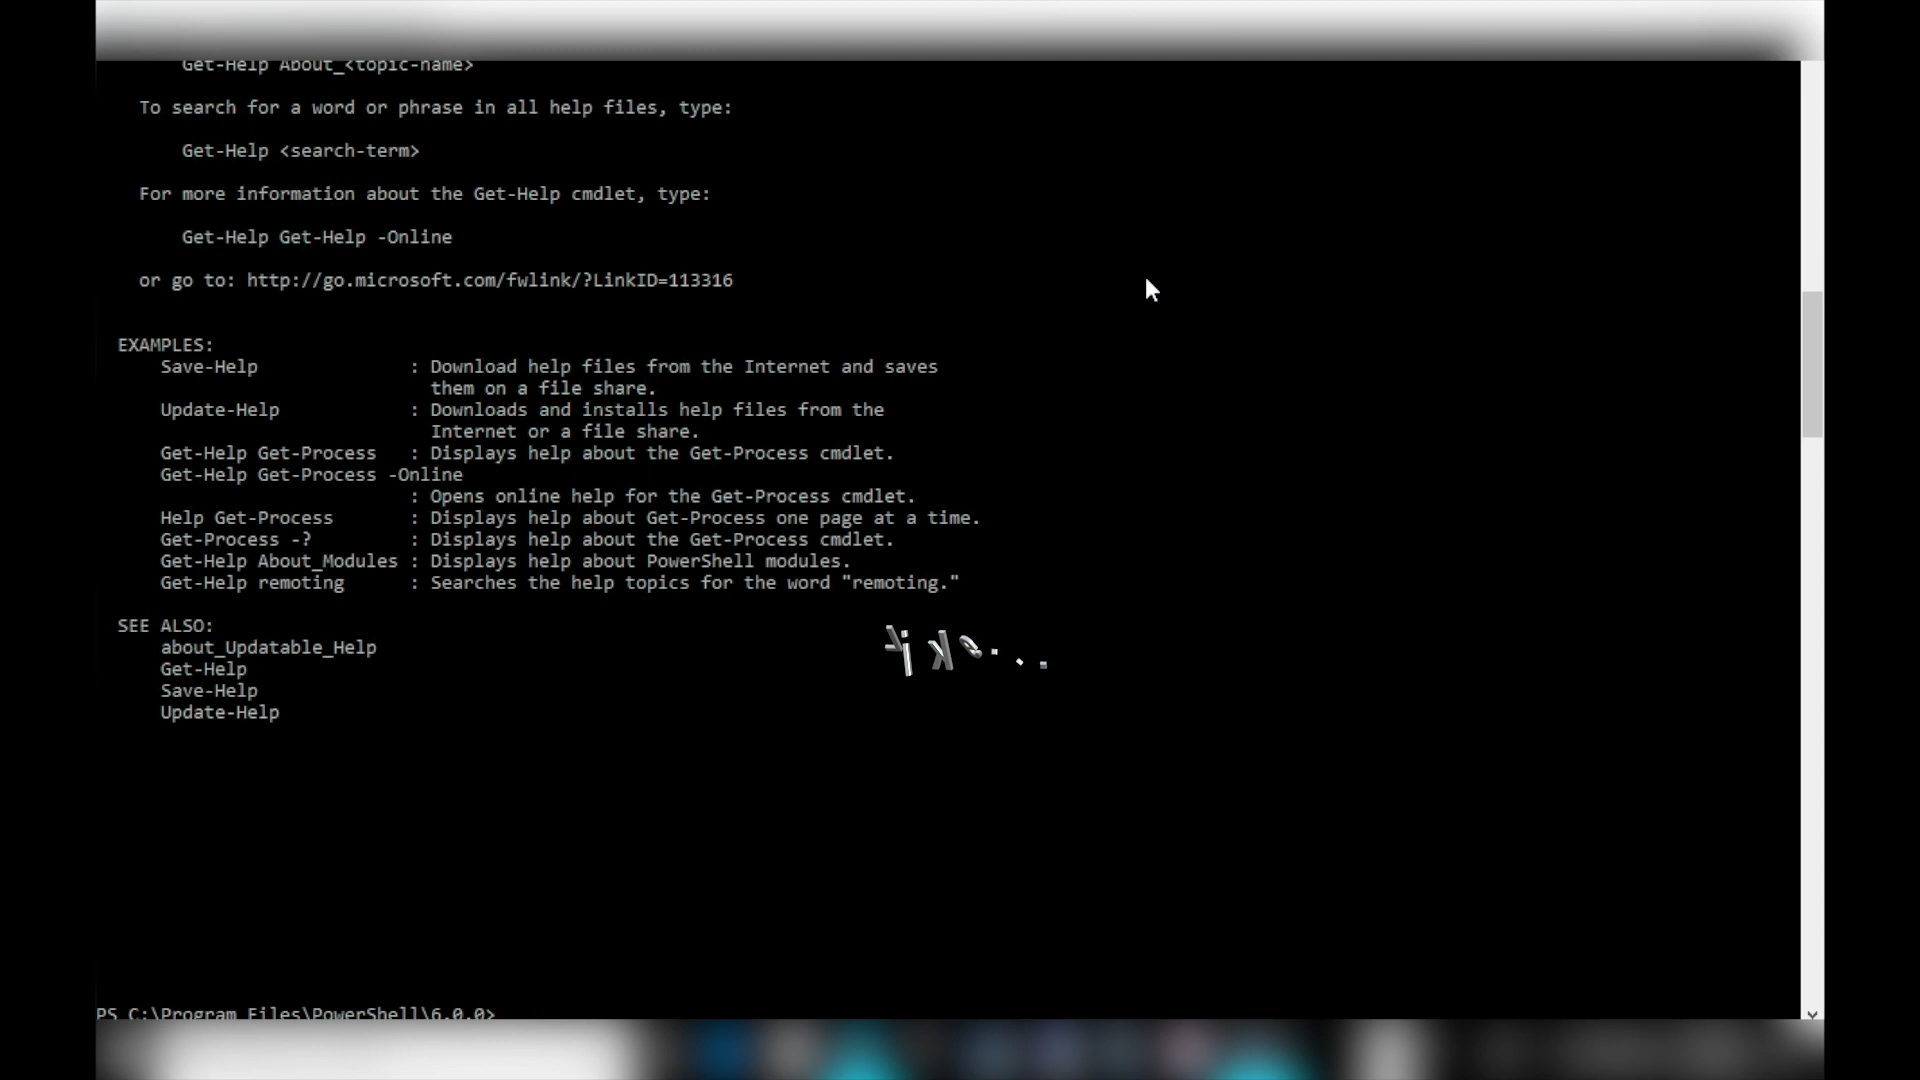 Get-Help About_<topic-name>
To search for a word or phrase in all help files, type:
Get-Help <search-term>
For more information about the Get-Help cmdlet, type:
Get-Help Get-Help -Online
or go to: http://go.microsoft.com/fwlink/?LinkID=113316
EXAMPLES:
Save-Help : Download help files from the Internet and saves
them on a file share.
Update-Help : Downloads and installs help files from the
Internet or a file share.
Get-Help Get-Process : Displays help about the Get-Process cmdlet.
Get-Help Get-Process -Online
: Opens online help for the Get-Process cmdlet.
Help Get-Process : Displays help about Get-Process one page at a time.
Get-Process -? : Displays help about the Get-Process cmdlet.
Get-Help About_Modules : Displays help about PowerShell modules.
Get-Help remoting : Searches the help topics for the word "remoting."
SEE ALSO:
about_Updatable_Help
Get-Help
Save-Help
Update-Help
PS C:\Program Files\PowerShell\6.0.0>